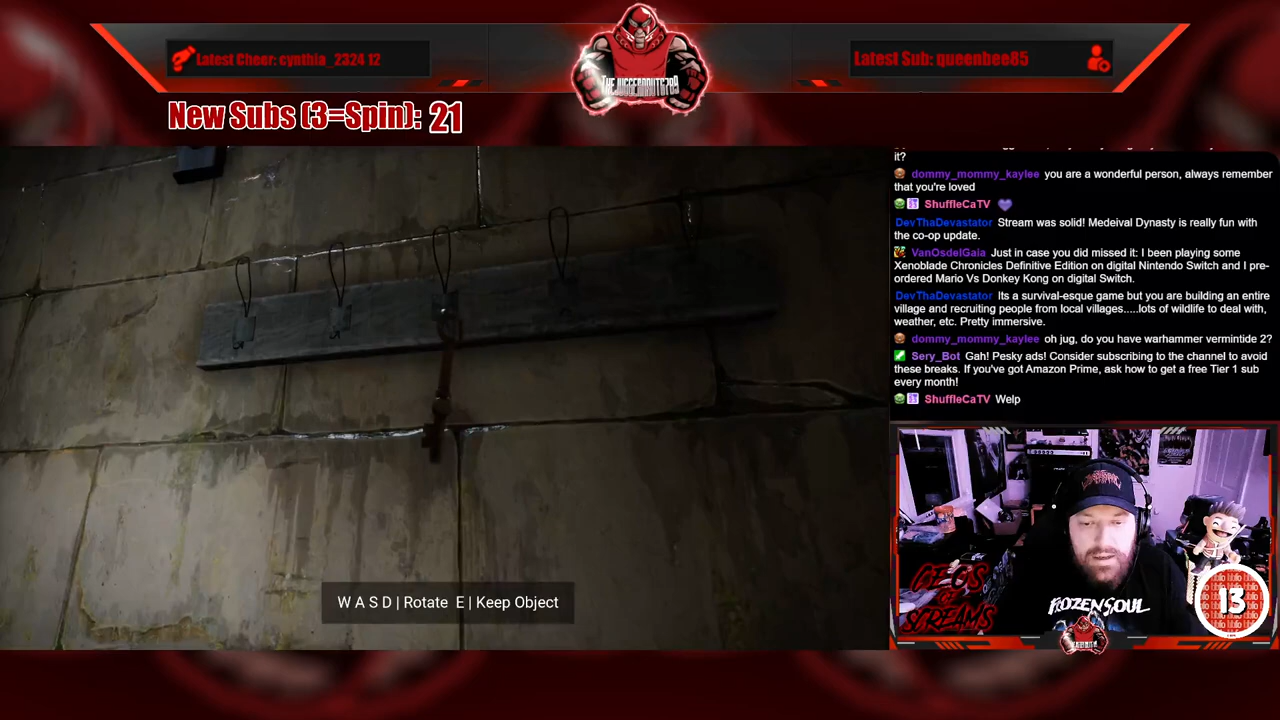 Latest Cheer: cynthia_2324 12
THEJUGGERNAUT6789
Latest Sub: queenbee85
New Subs (3=Spin): 21
it?
dommy_mommy_kaylee you are a wonderful person, always remember
that you're loved
ShuffleCaTV
DevThaDevastator Stream was solid! Medeival Dynasty is really fun with
the co-op update.
VanOsdelGaia Just in case you did missed it: I been playing some
Xenoblade Chronicles Definitive Edition on digital Nintendo Switch and I pre-
ordered Mario Vs Donkey Kong on digital Switch.
DevThaDevastator Its a survival-esque game but you are building an entire
village and recruiting people from local villages.....lots of wildlife to deal with,
weather, etc. Pretty immersive.
dommy_mommy_kaylee oh jug, do you have warhammer vermintide 2?
Sery_Bot Gah! Pesky ads! Consider subscribing to the channel to avoid
these breaks. If you've got Amazon Prime, ask how to get a free Tier 1 sub
every month!
ShuffleCaTV Welp
W A S D | Rotate E | Keep Object
OF
SCREAMS
FROZEN SOUL
13